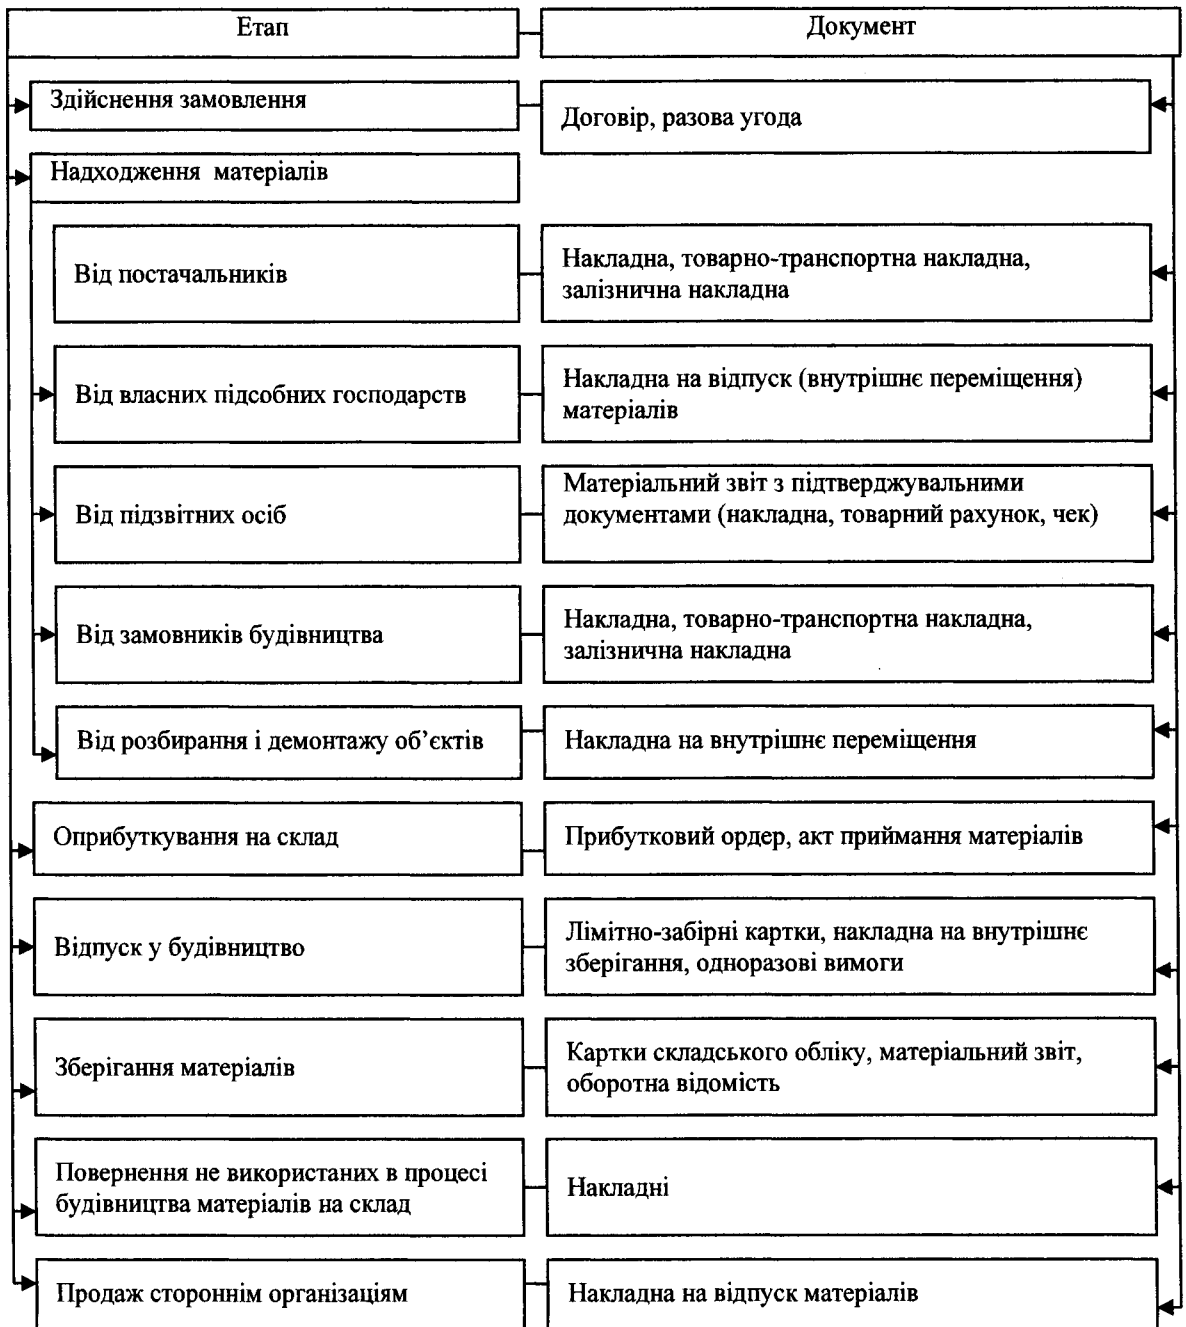 Етап
Документ
Здійснення замовлення
Договір, разова угода
Надходження матеріалів
Від постачальників
Накладна, товарно-транспортна накладна,
залізнична накладна
Від власних підсобних господарств
Накладна на відпуск (внутрішнє переміщення)
матеріалів
Від підзвітних осіб
Матеріальний звіт з підтверджувальними
документами (накладна, товарний рахунок, чек)
Від замовників будівництва
Накладна, товарно-транспортна накладна,
залізнична накладна
Від розбирання і демонтажу об’єктів
Накладна на внутрішнє переміщення
Оприбуткування на склад
Прибутковий ордер, акт приймання матеріалів
Відпуск у будівництво
Лімітно-забірні картки, накладна на внутрішнє
зберігання, одноразові вимоги
Зберігання матеріалів
Картки складського обліку, матеріальний звіт,
оборотна відомість
Повернення не використаних в процесі
будівництва матеріалів на склад
Накладні
Продаж стороннім організаціям
Накладна на відпуск матеріалів